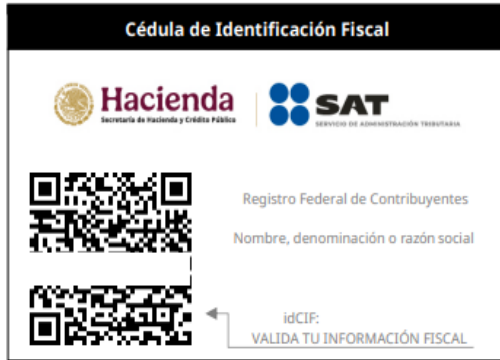 Cédula de Identificación Fiscal
Hacienda
Secretaría de Hacienda y Crédito Público
SAT
SERVICIO DE ADMINISTRACIÓN TRIBUTARIA
Registro Federal de Contribuyentes
Nombre, denominación o razón social
idCIF:
VALIDA TU INFORMACIÓN FISCAL